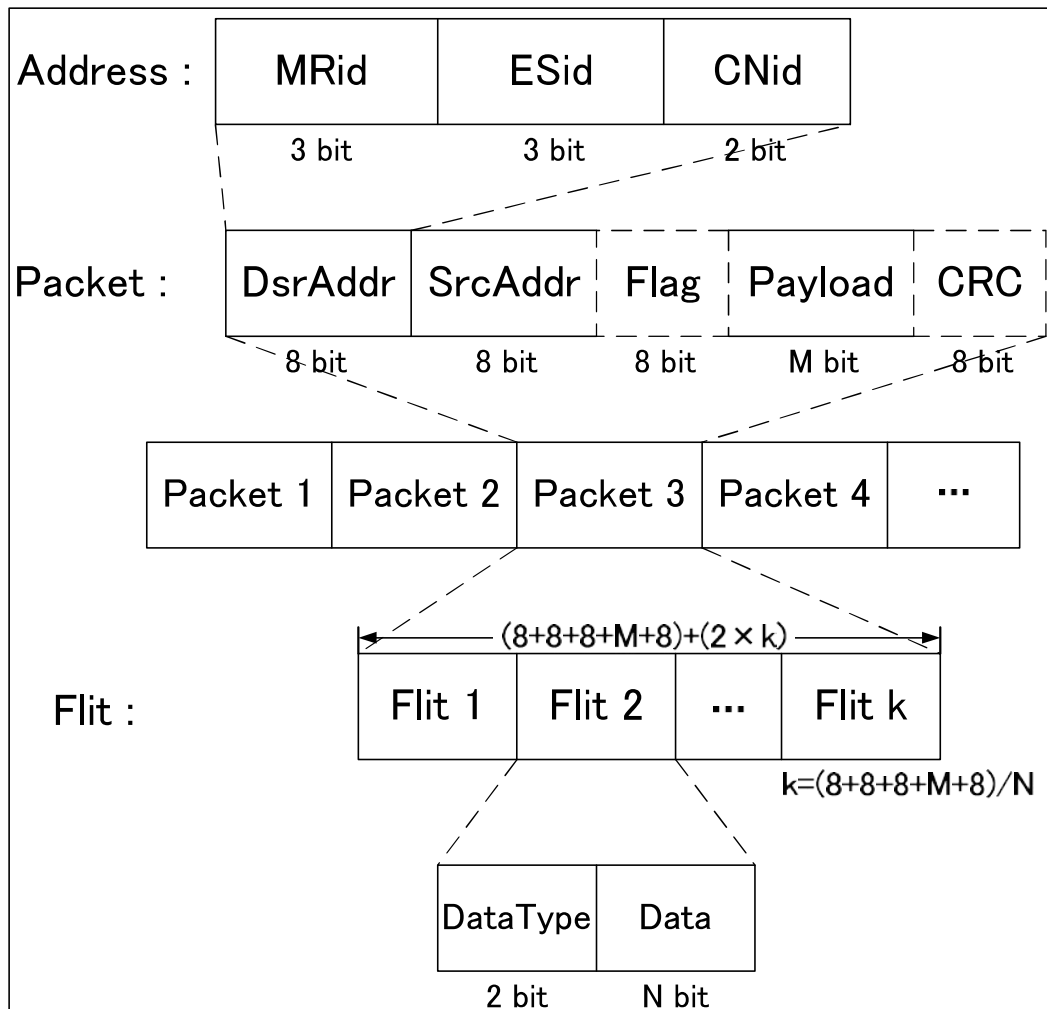 Address : MRid ESid CNid
3 bit 3 bit 2 bit
Packet : DsrAddr SrcAddr Flag Payload CRC
8 bit 8 bit 8 bit M bit 8 bit
Packet 1 Packet 2 Packet 3 Packet 4 ...
(8+8+8+M+8)+(2×k)
Flit : Flit 1 Flit 2 ... Flit k
k=(8+8+8+M+8)/N
DataType Data
2 bit N bit